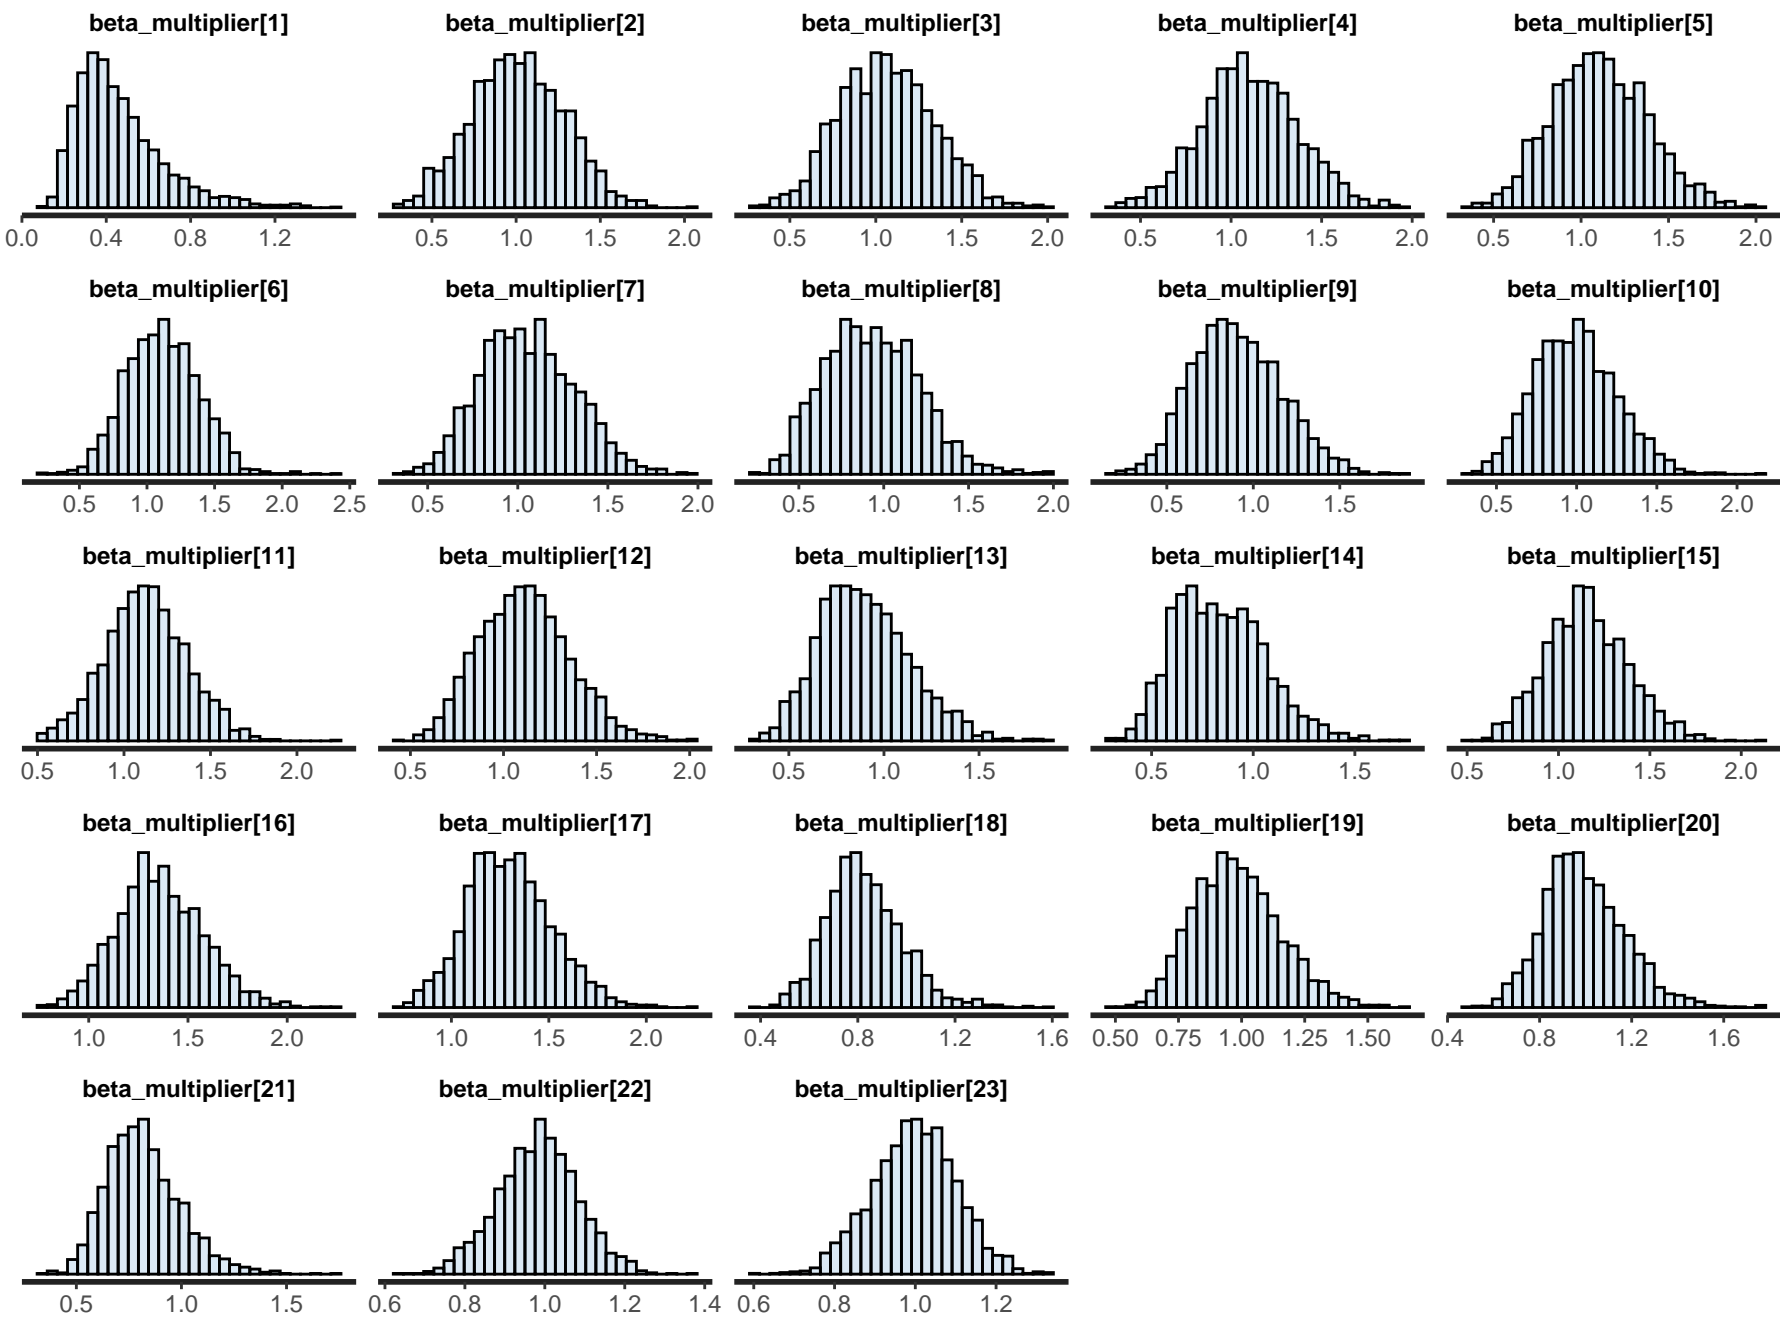 beta_multiplier[1] beta_multiplier[2] beta_multiplier[3] beta_multiplier[4] beta_multiplier[5]
0.0 0.4 0.8 1.2 0.5 1.0 1.5 2.0 0.5 1.0 1.5 2.0 0.5 1.0 1.5 2.0 0.5 1.0 1.5 2.0
beta_multiplier[6] beta_multiplier[7] beta_multiplier[8] beta_multiplier[9] beta_multiplier[10]
0.5 1.0 1.5 2.0 2.5 0.5 1.0 1.5 2.0 0.5 1.0 1.5 2.0 0.5 1.0 1.5 0.5 1.0 1.5 2.0
beta_multiplier[11] beta_multiplier[12] beta_multiplier[13] beta_multiplier[14] beta_multiplier[15]
0.5 1.0 1.5 2.0 0.5 1.0 1.5 2.0 0.5 1.0 1.5 0.5 1.0 1.5 0.5 1.0 1.5 2.0
beta_multiplier[16] beta_multiplier[17] beta_multiplier[18] beta_multiplier[19] beta_multiplier[20]
1.0 1.5 2.0 1.0 1.5 2.0 0.4 0.8 1.2 1.6 0.50 0.75 1.00 1.25 1.50 0.4 0.8 1.2 1.6
beta_multiplier[21] beta_multiplier[22] beta_multiplier[23]
0.5 1.0 1.5 0.6 0.8 1.0 1.2 1.4 0.6 0.8 1.0 1.2